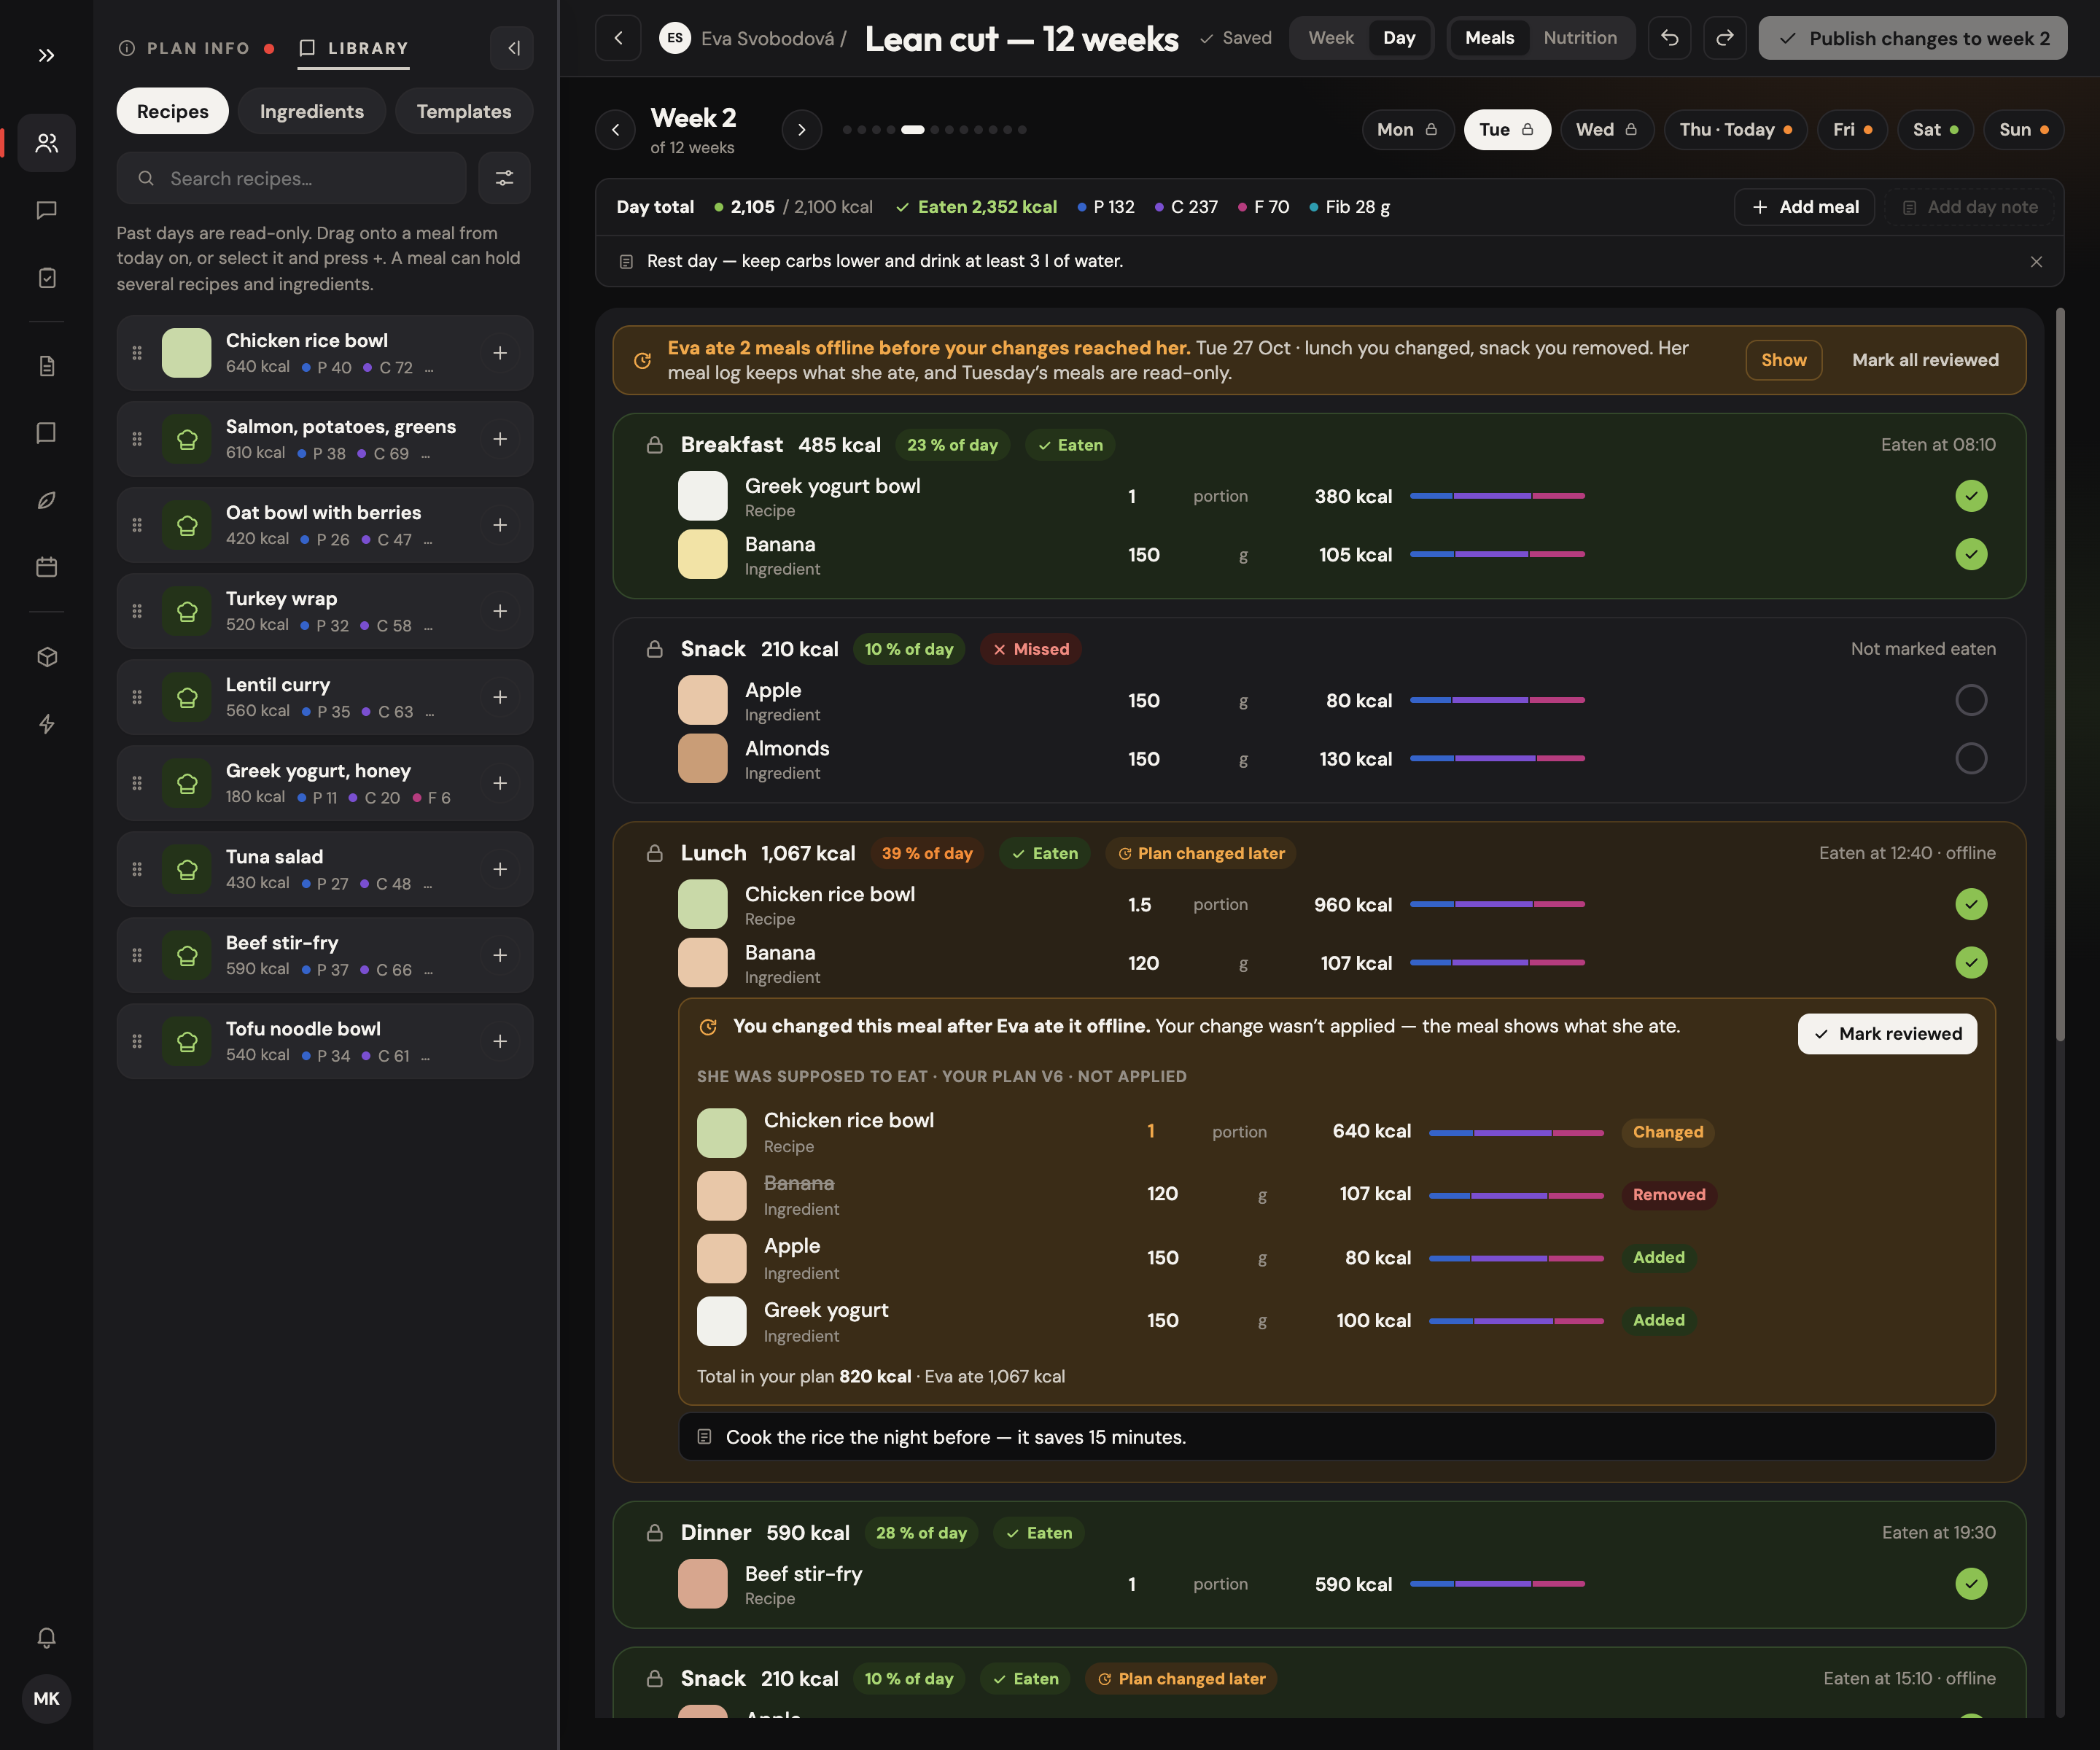 PLAN INFO
LIBRARY
Recipes
Ingredients
Templates
Search recipes...
Past days are read-only. Drag onto a meal from
today on, or select it and press +. A meal can hold
several recipes and ingredients.
Chicken rice bowl
640 kcal P 40 C 72 ...
Salmon, potatoes, greens
610 kcal P 38 C 69 ...
Oat bowl with berries
420 kcal P 26 C 47 ...
Turkey wrap
520 kcal P 32 C 58 ...
Lentil curry
560 kcal P 35 C 63 ...
Greek yogurt, honey
180 kcal P 11 C 20 F 6
Tuna salad
430 kcal P 27 C 48 ...
Beef stir-fry
590 kcal P 37 C 66 ...
Tofu noodle bowl
540 kcal P 34 C 61 ...
MK
ES Eva Svobodová / Lean cut — 12 weeks Saved Week Day Meals Nutrition Publish changes to week 2
Week 2
of 12 weeks
Mon Tue Wed Thu · Today Fri Sat Sun
Day total 2,105 / 2,100 kcal Eaten 2,352 kcal P 132 C 237 F 70 Fib 28 g Add meal Add day note
Rest day — keep carbs lower and drink at least 3 l of water.
Eva ate 2 meals offline before your changes reached her. Tue 27 Oct · lunch you changed, snack you removed. Her
meal log keeps what she ate, and Tuesday's meals are read-only.
Show Mark all reviewed
Breakfast 485 kcal 23 % of day Eaten Eaten at 08:10
Greek yogurt bowl 1 portion 380 kcal
Recipe
Banana 150 g 105 kcal
Ingredient
Snack 210 kcal 10 % of day Missed Not marked eaten
Apple 150 g 80 kcal
Ingredient
Almonds 150 g 130 kcal
Ingredient
Lunch 1,067 kcal 39 % of day Eaten Plan changed later Eaten at 12:40 · offline
Chicken rice bowl 1.5 portion 960 kcal
Recipe
Banana 120 g 107 kcal
Ingredient
You changed this meal after Eva ate it offline. Your change wasn't applied — the meal shows what she ate. Mark reviewed
SHE WAS SUPPOSED TO EAT · YOUR PLAN V6 · NOT APPLIED
Chicken rice bowl 1 portion 640 kcal Changed
Recipe
Banana 120 g 107 kcal Removed
Ingredient
Apple 150 g 80 kcal Added
Ingredient
Greek yogurt 150 g 100 kcal Added
Ingredient
Total in your plan 820 kcal · Eva ate 1,067 kcal
Cook the rice the night before — it saves 15 minutes.
Dinner 590 kcal 28 % of day Eaten Eaten at 19:30
Beef stir-fry 1 portion 590 kcal
Recipe
Snack 210 kcal 10 % of day Eaten Plan changed later Eaten at 15:10 · offline